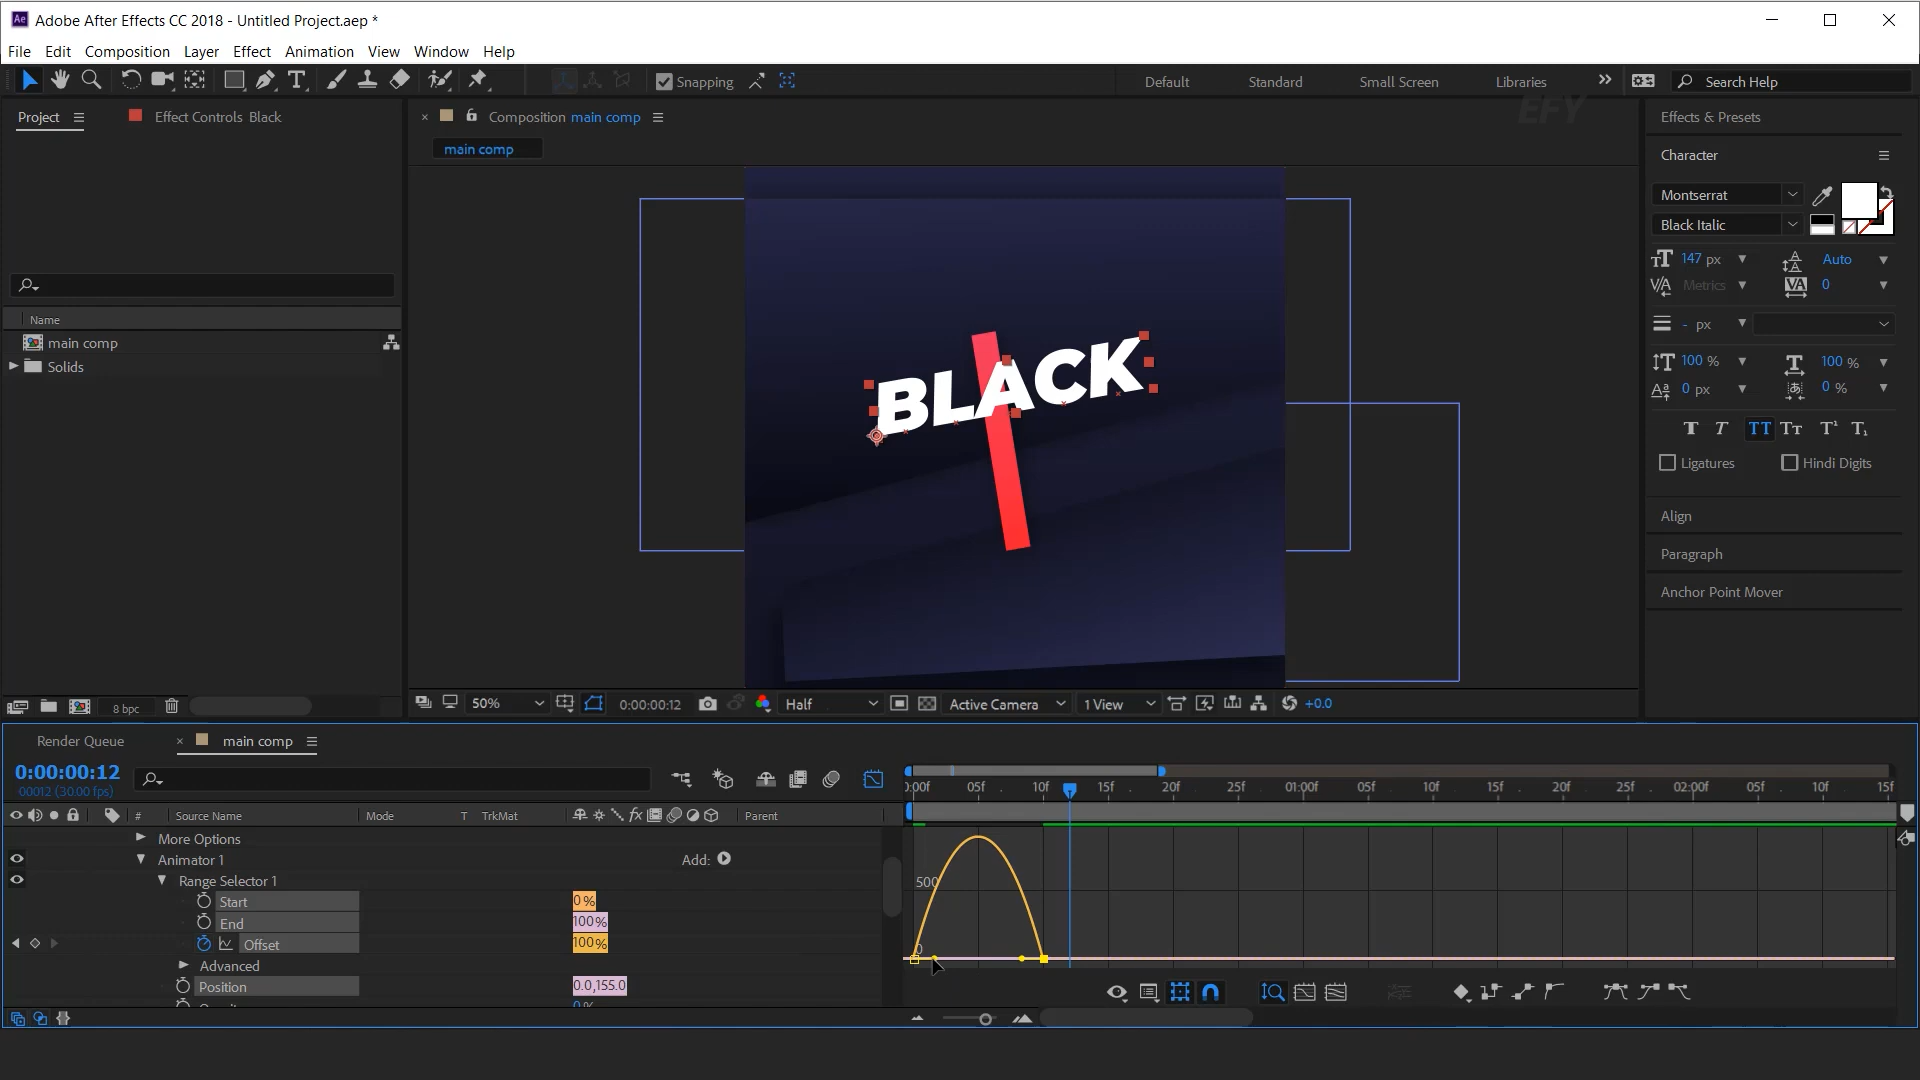 Ae Adobe After Effects CC 2018 - Untitled Project.aep *
File Edit Composition Layer Effect Animation View Window Help
Snapping Default Standard Small Screen Libraries Search Help
EFY
Project Effect Controls Black
Composition main comp
main comp
Name
main comp
Solids
8 bpc
BLACK
50% 0:00:00:12 Half Active Camera 1 View +0.0
Effects & Presets
Character
Montserrat
Black Italic
147 px Auto
Metrics 0
- px
100 % 100 %
0 px 0 %
T T TT Tт T¹ T₁
Ligatures Hindi Digits
Align
Paragraph
Anchor Point Mover
Render Queue main comp
0:00:00:12
00012 (30.00 fps)
# Source Name Mode T TrkMat Parent
More Options
Animator 1 Add:
Range Selector 1
Start 0%
End 100%
Offset 100%
Advanced
Position 0.0,155.0
0:00f 05f 10f 15f 20f 25f 01:00f 05f 10f 15f 20f 25f 02:00f 05f 10f 15f
500
0